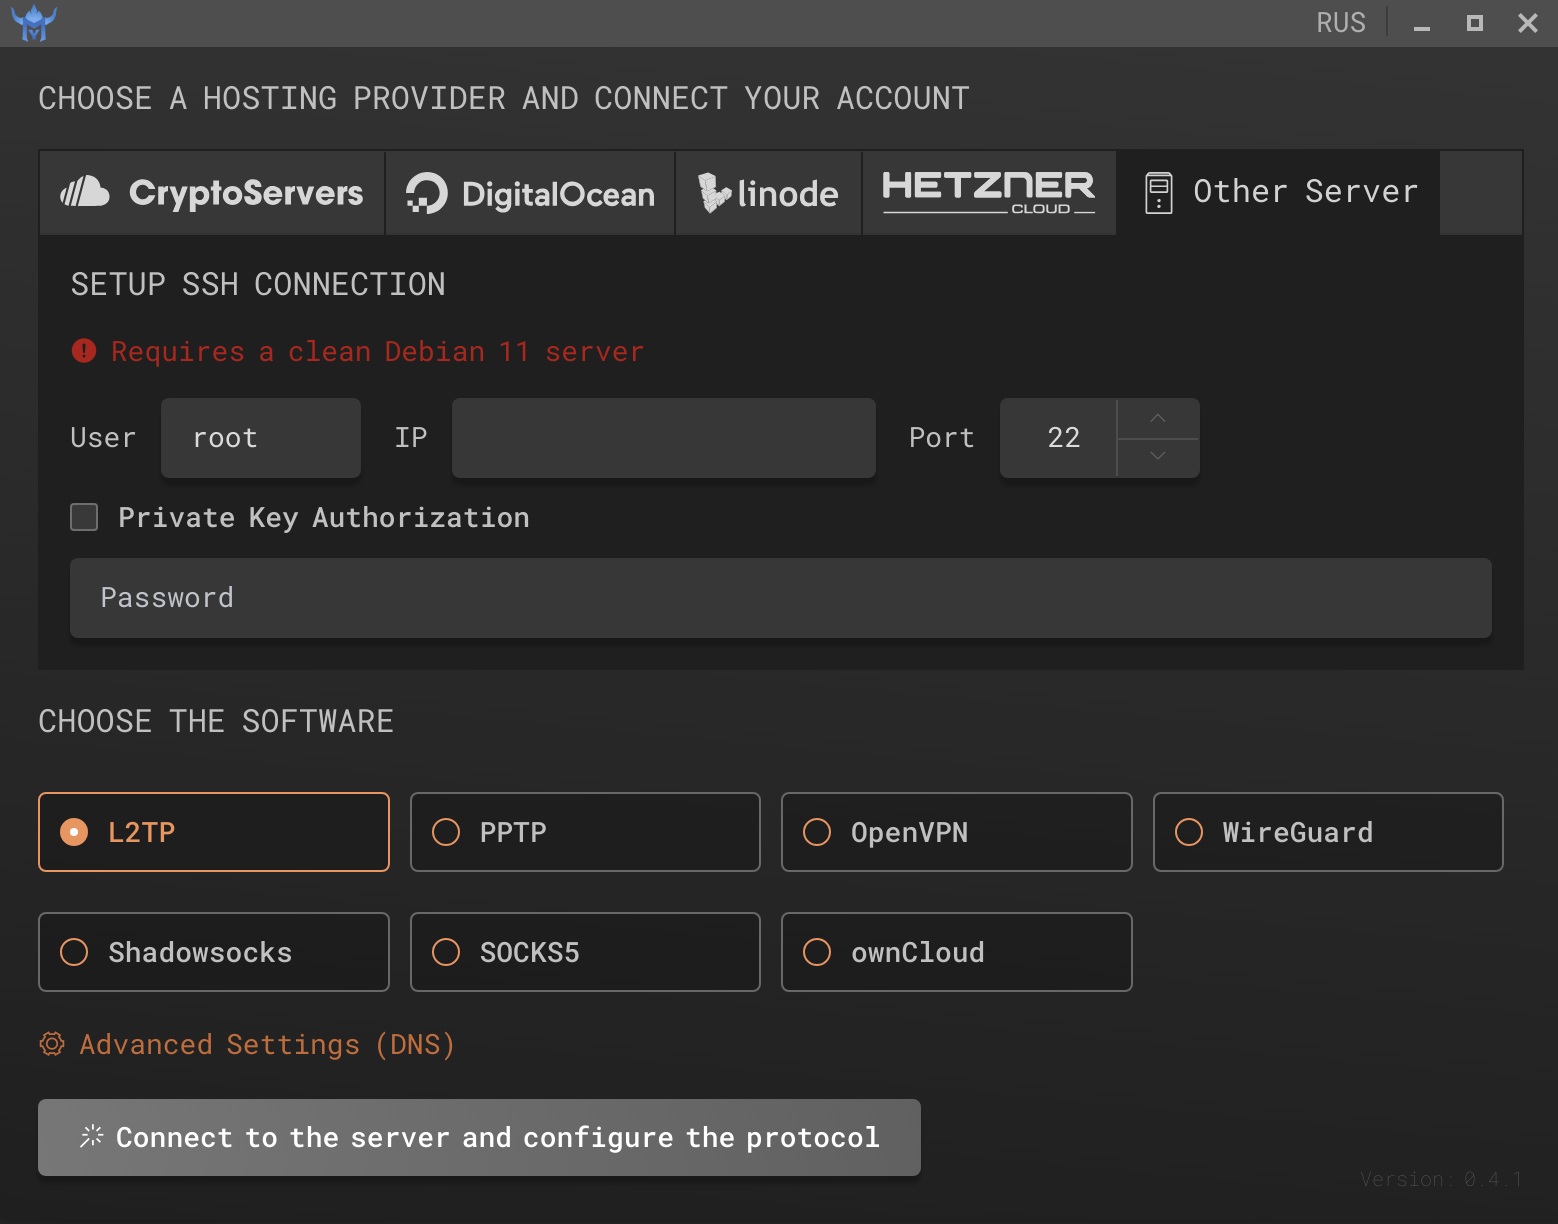 RUS
CHOOSE A HOSTING PROVIDER AND CONNECT YOUR ACCOUNT
CryptoServers DigitalOcean linode HETZNER CLOUD Other Server
SETUP SSH CONNECTION
Requires a clean Debian 11 server
User root IP Port 22
Private Key Authorization
Password
CHOOSE THE SOFTWARE
L2TP PPTP OpenVPN WireGuard
Shadowsocks SOCKS5 ownCloud
Advanced Settings (DNS)
Connect to the server and configure the protocol
Version: 0.4.1